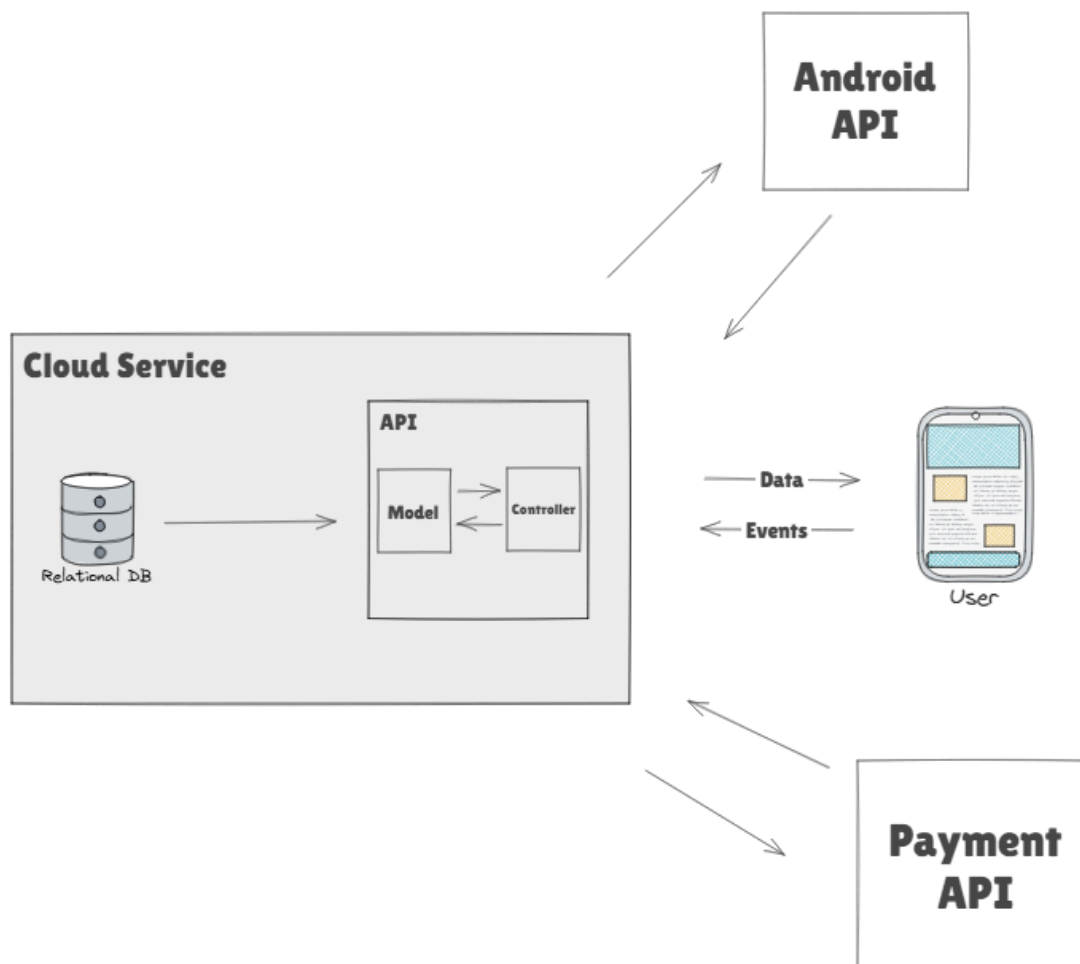 Android
API
Cloud Service
API
Model
Controller
Relational DB
Data
Events
User
Payment
API